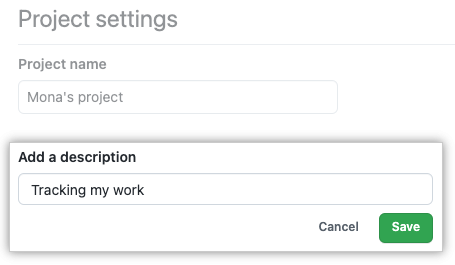 Project settings
Project name
Mona's project
Add a description
Tracking my work
Cancel Save